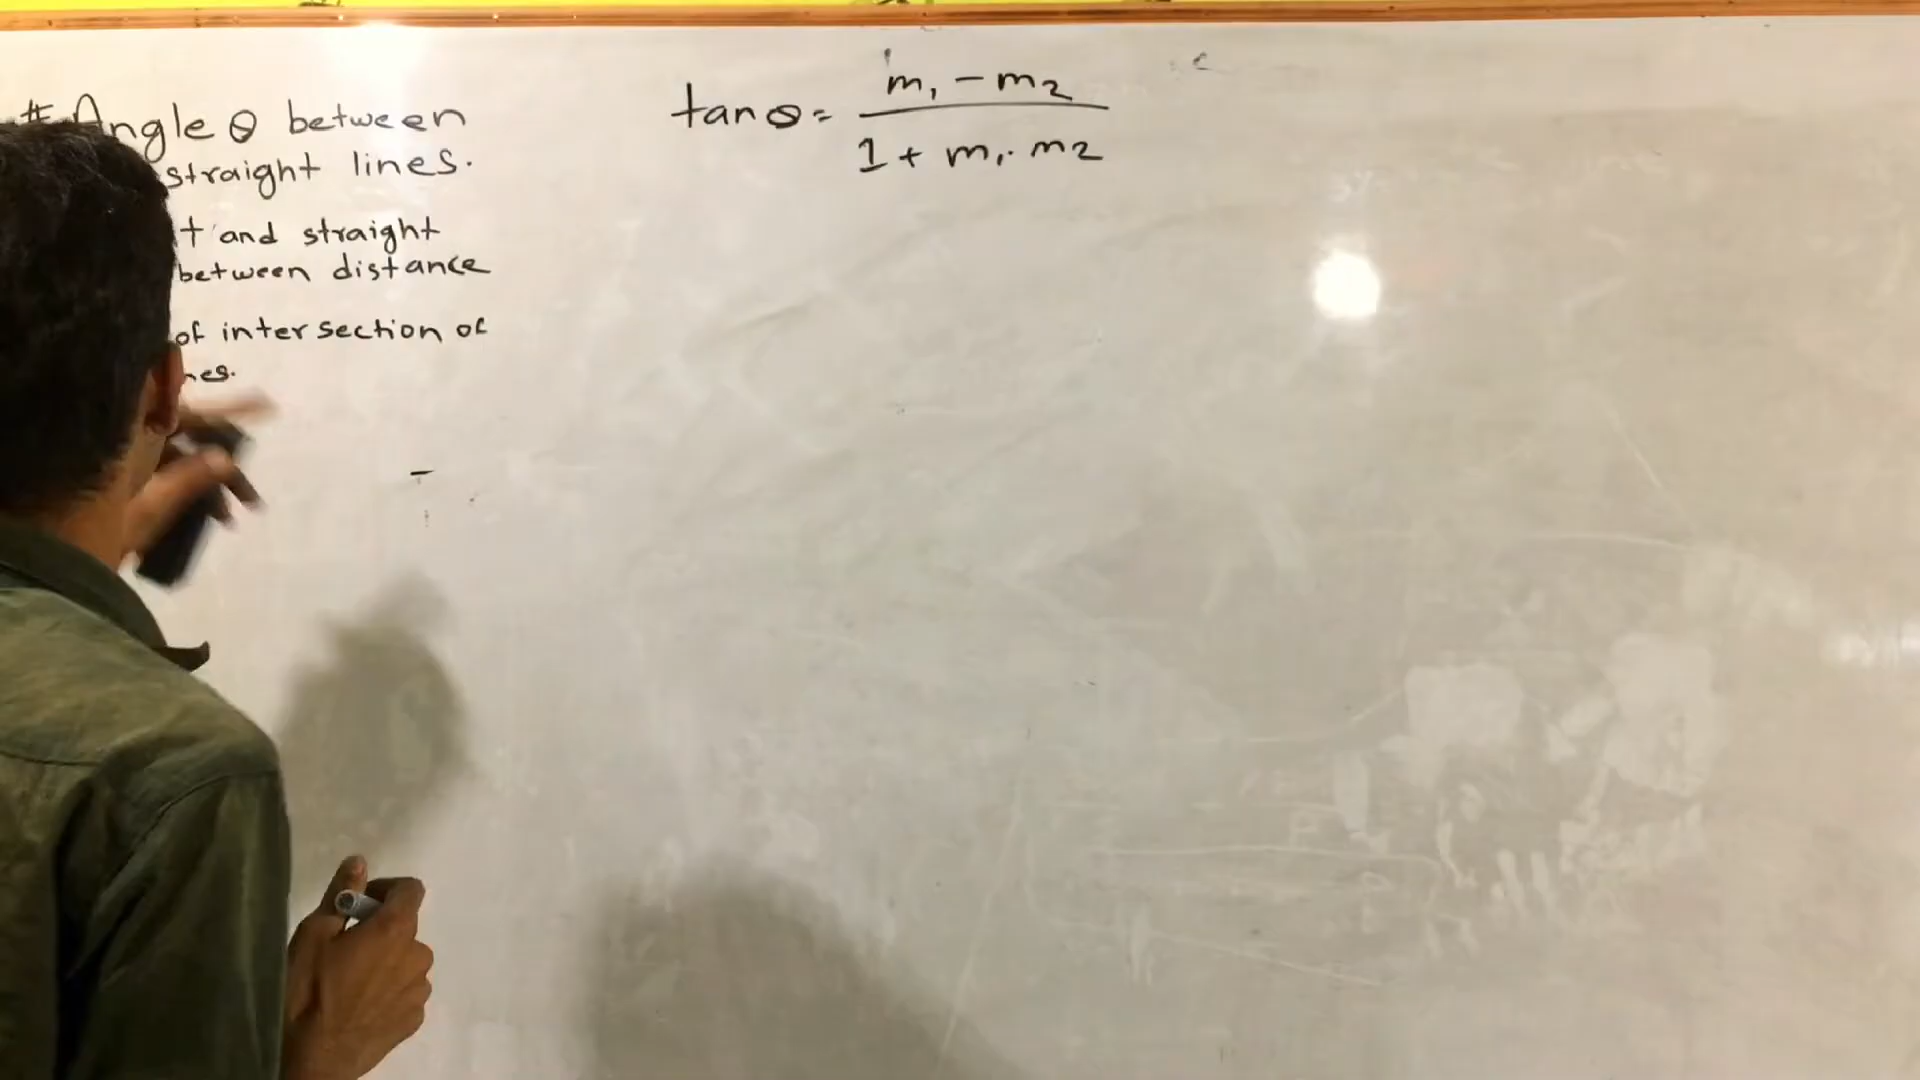 # Angle θ between
straight lines.
and straight
between distance
of intersection of
tan θ = m₁ - m₂ / 1 + m₁. m₂